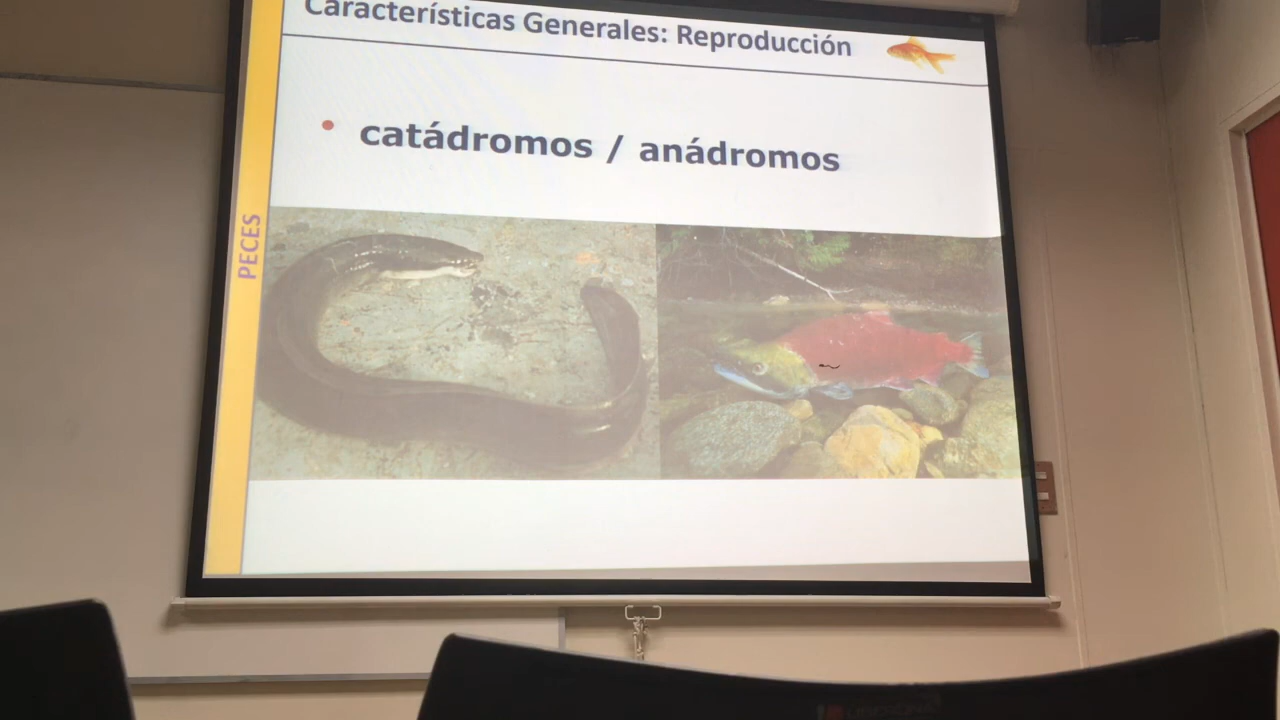 Características Generales: Reproducción
catádromos / anádromos
PECES